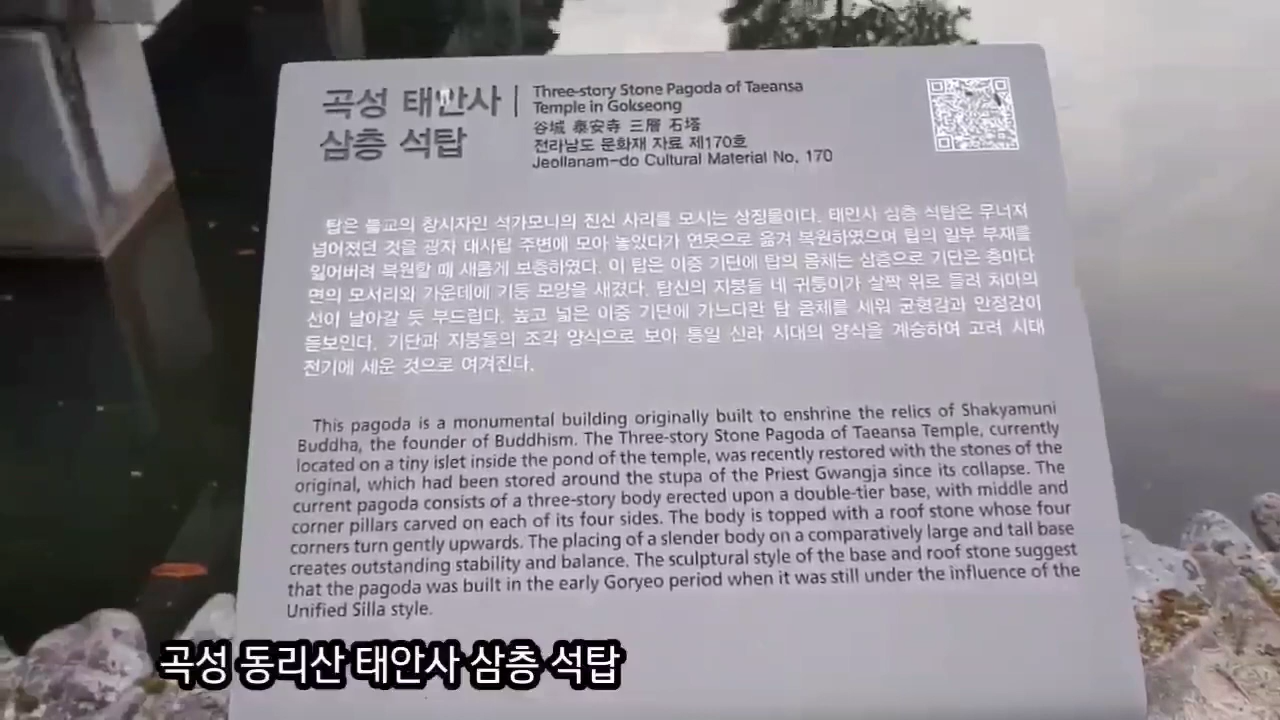 곡성 태안사
삼층 석탑
Three-story Stone Pagoda of Taeansa
Temple in Gokseong
谷城 泰安寺 三層 石塔
전라남도 문화재 자료 제170호
Jeollanam-do Cultural Material No. 170
탑은 불교의 창시자인 석가모니의 진신 사리를 모시는 상징물이다. 태안사 삼층 석탑은 무너져
넘어졌던 것을 광자 대사탑 주변에 모아 놓았다가 연못으로 옮겨 복원하였으며 탑의 일부 부재를
잃어버려 복원할 때 새롭게 보충하였다. 이 탑은 이중 기단에 탑의 몸체는 삼층으로 기단은 층마다
면의 모서리와 가운데에 기둥 모양을 새겼다. 탑신의 지붕돌 네 귀퉁이가 살짝 위로 들려 처마의
선이 날아갈 듯 부드럽다. 높고 넓은 이중 기단에 가느다란 탑 몸체를 세워 균형감과 안정감이
돋보인다. 기단과 지붕돌의 조각 양식으로 보아 통일 신라 시대의 양식을 계승하여 고려 시대
전기에 세운 것으로 여겨진다.
This pagoda is a monumental building originally built to enshrine the relics of Shakyamuni
Buddha, the founder of Buddhism. The Three-story Stone Pagoda of Taeansa Temple, currently
located on a tiny islet inside the pond of the temple, was recently restored with the stones of the
original, which had been stored around the stupa of the Priest Gwangja since its collapse. The
current pagoda consists of a three-story body erected upon a double-tier base, with middle and
corner pillars carved on each of its four sides. The body is topped with a roof stone whose four
corners turn gently upwards. The placing of a slender body on a comparatively large and tall base
creates outstanding stability and balance. The sculptural style of the base and roof stone suggest
that the pagoda was built in the early Goryeo period when it was still under the influence of the
Unified Silla style.
곡성 동리산 태안사 삼층 석탑